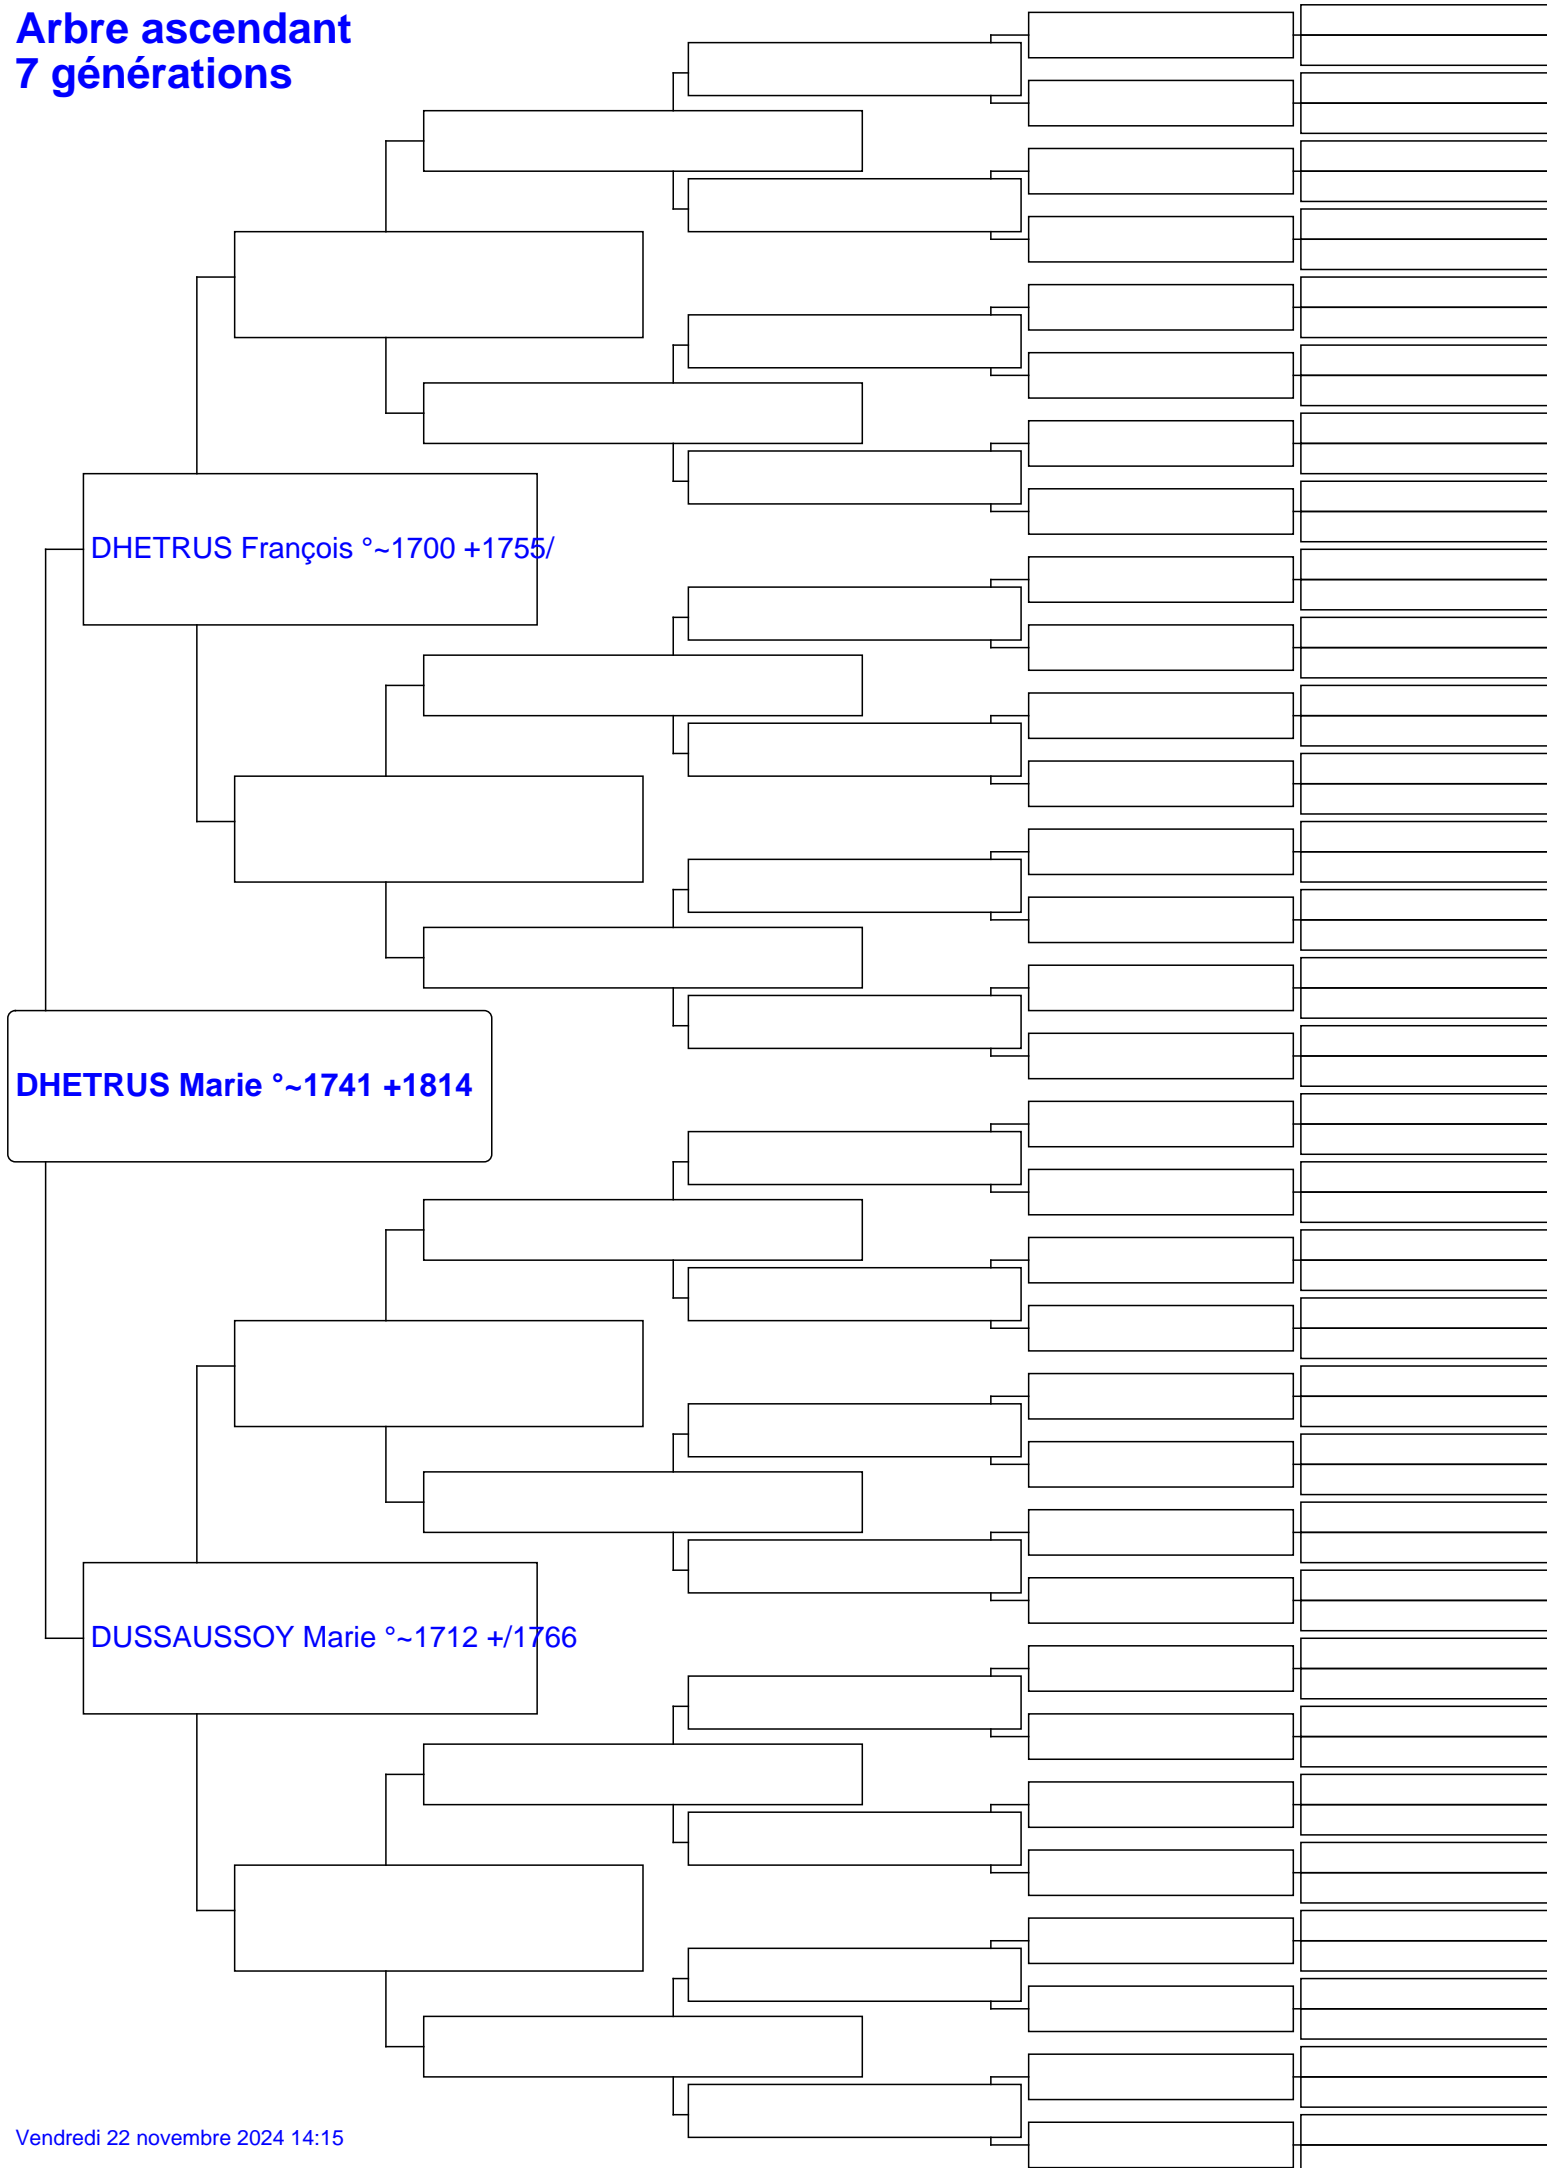 Arbre ascendant
7 générations
DHETRUS François °~1700 +1755/
DHETRUS Marie °~1741 +1814
DUSSAUSSOY Marie °~1712 +/1766
Vendredi 22 novembre 2024 14:15